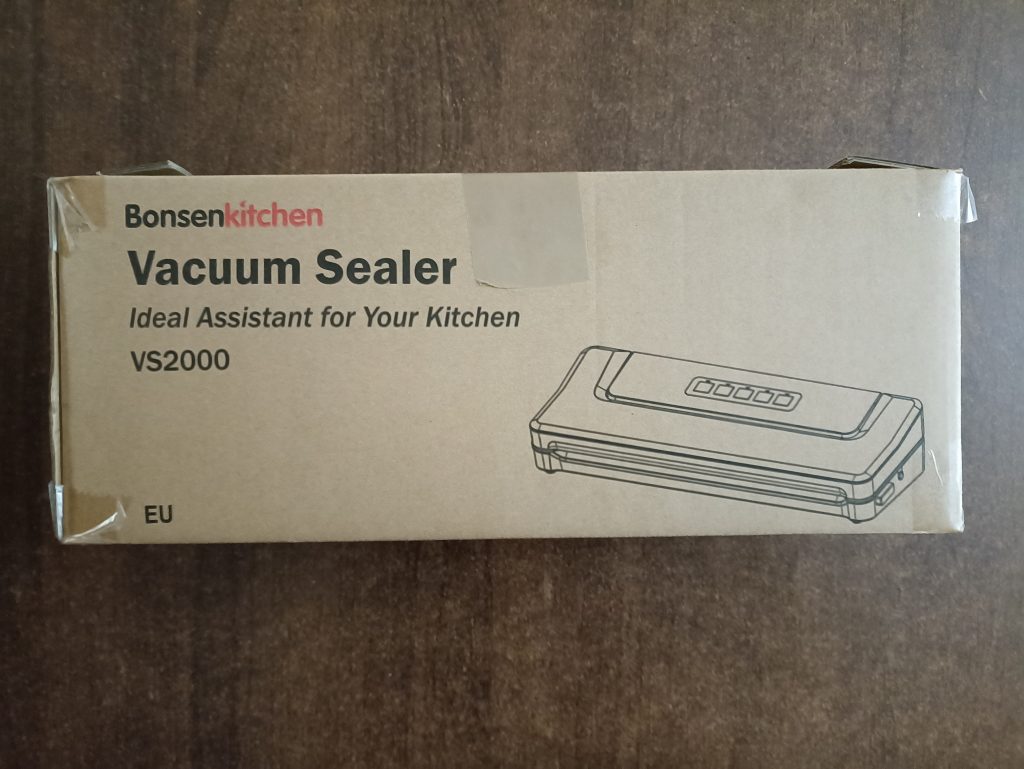 Bonsenkitchen
Vacuum Sealer
Ideal Assistant for Your Kitchen
VS2000
EU